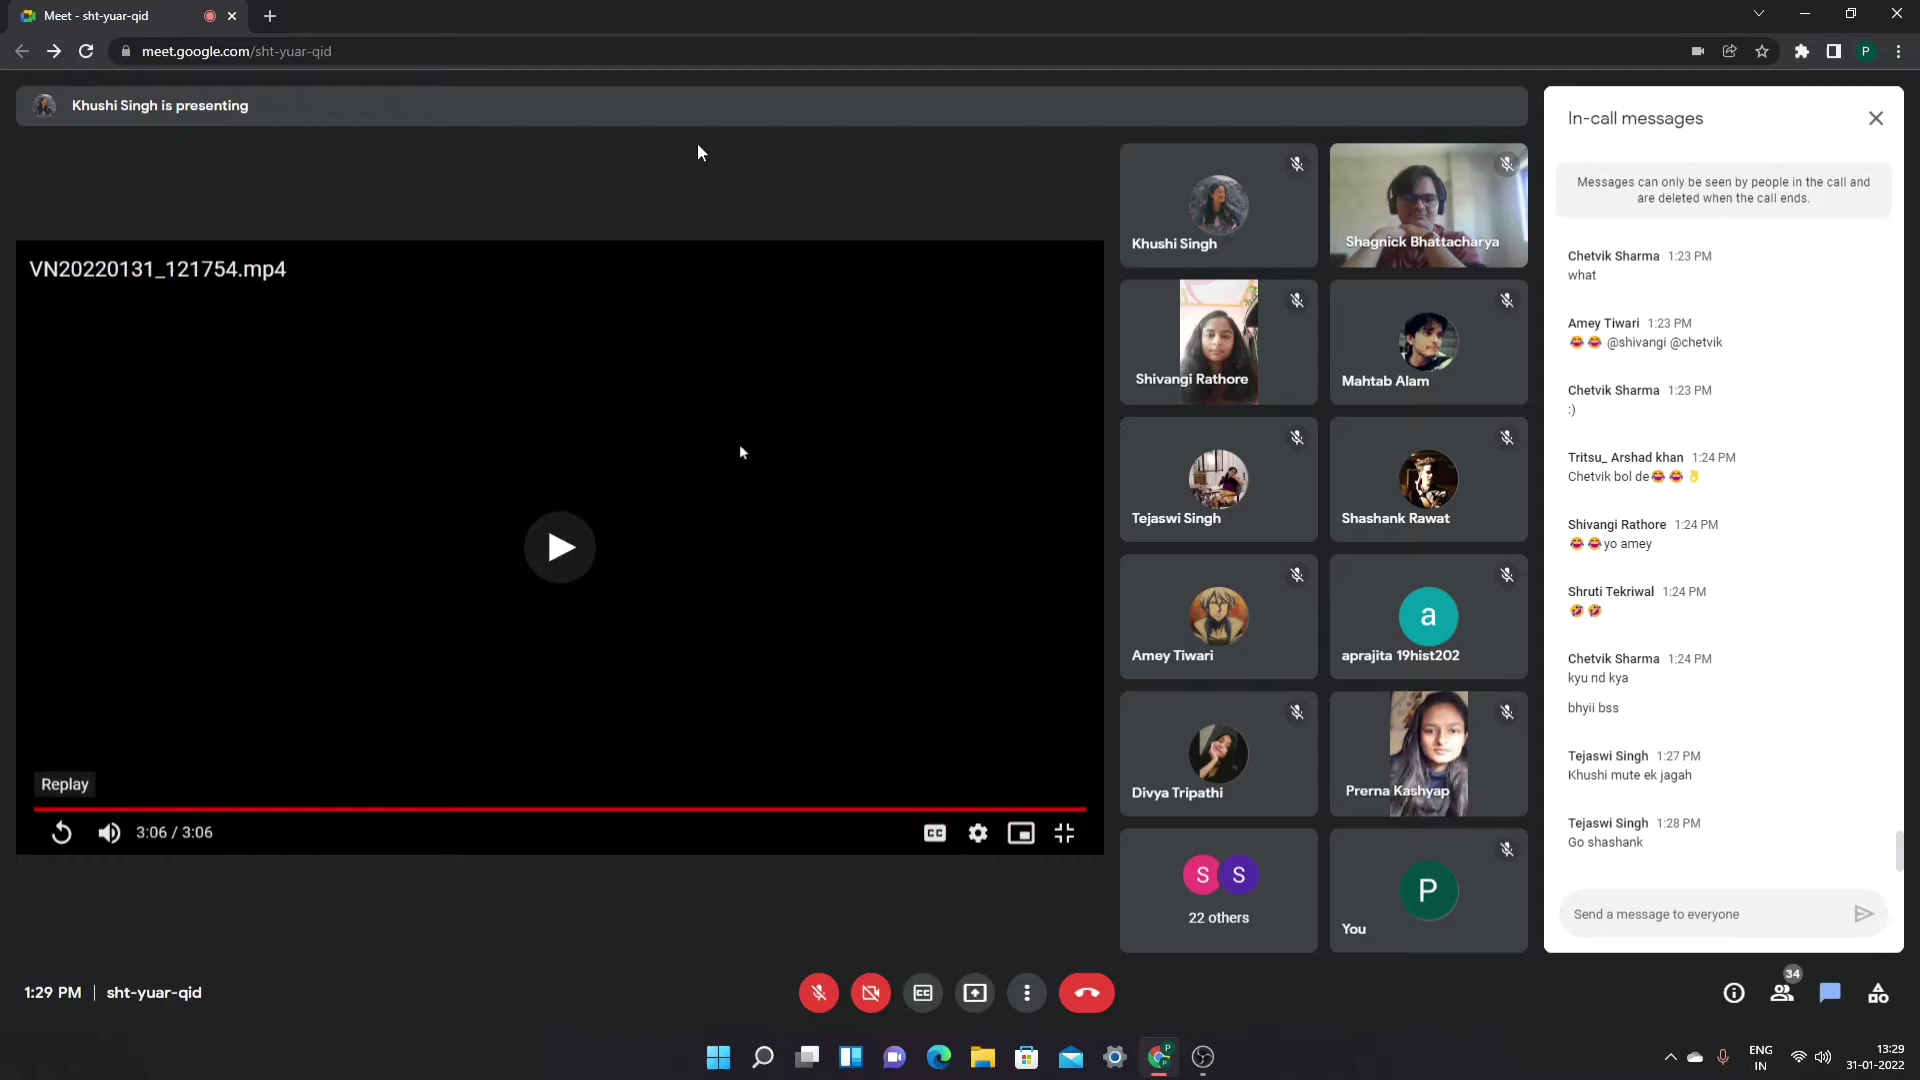 Meet - sht-yuar-qid
meet.google.com/sht-yuar-qid
P
Khushi Singh is presenting
VN20220131_121754.mp4
Replay
3:06 / 3:06
CC
Khushi Singh
Shagnick Bhattacharya
Shivangi Rathore
Mahtab Alam
Tejaswi Singh
Shashank Rawat
Amey Tiwari
a
aprajita 19hist202
Divya Tripathi
Prerna Kashyap
S S
22 others
P
You
In-call messages
Messages can only be seen by people in the call and
are deleted when the call ends.
Chetvik Sharma 1:23 PM
what
Amey Tiwari 1:23 PM
😂 😂 @shivangi @chetvik
Chetvik Sharma 1:23 PM
:)
Tritsu_ Arshad khan 1:24 PM
Chetvik bol de😂 😂 👌
Shivangi Rathore 1:24 PM
😂 😂yo amey
Shruti Tekriwal 1:24 PM
🤣 🤣
Chetvik Sharma 1:24 PM
kyu nd kya
bhyii bss
Tejaswi Singh 1:27 PM
Khushi mute ek jagah
Tejaswi Singh 1:28 PM
Go shashank
Send a message to everyone
1:29 PM | sht-yuar-qid
34
ENG
IN
13:29
31-01-2022